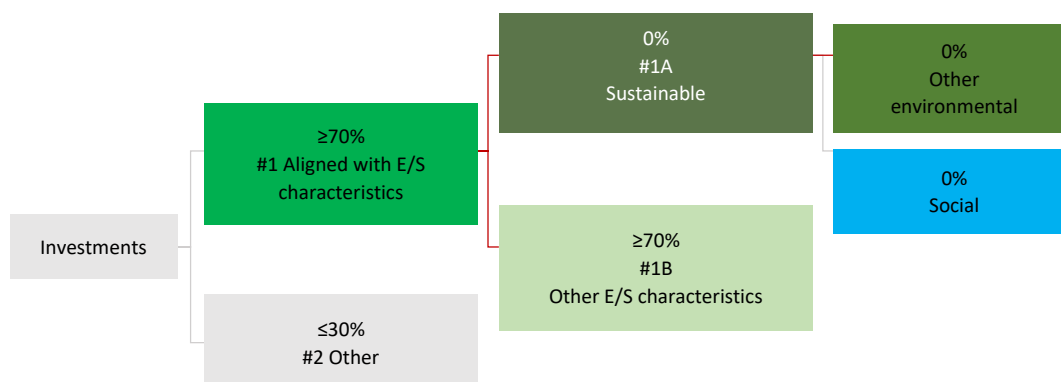 Investments
≥70%
#1 Aligned with E/S
characteristics
≤30%
#2 Other
0%
#1A
Sustainable
≥70%
#1B
Other E/S characteristics
0%
Other
environmental
0%
Social